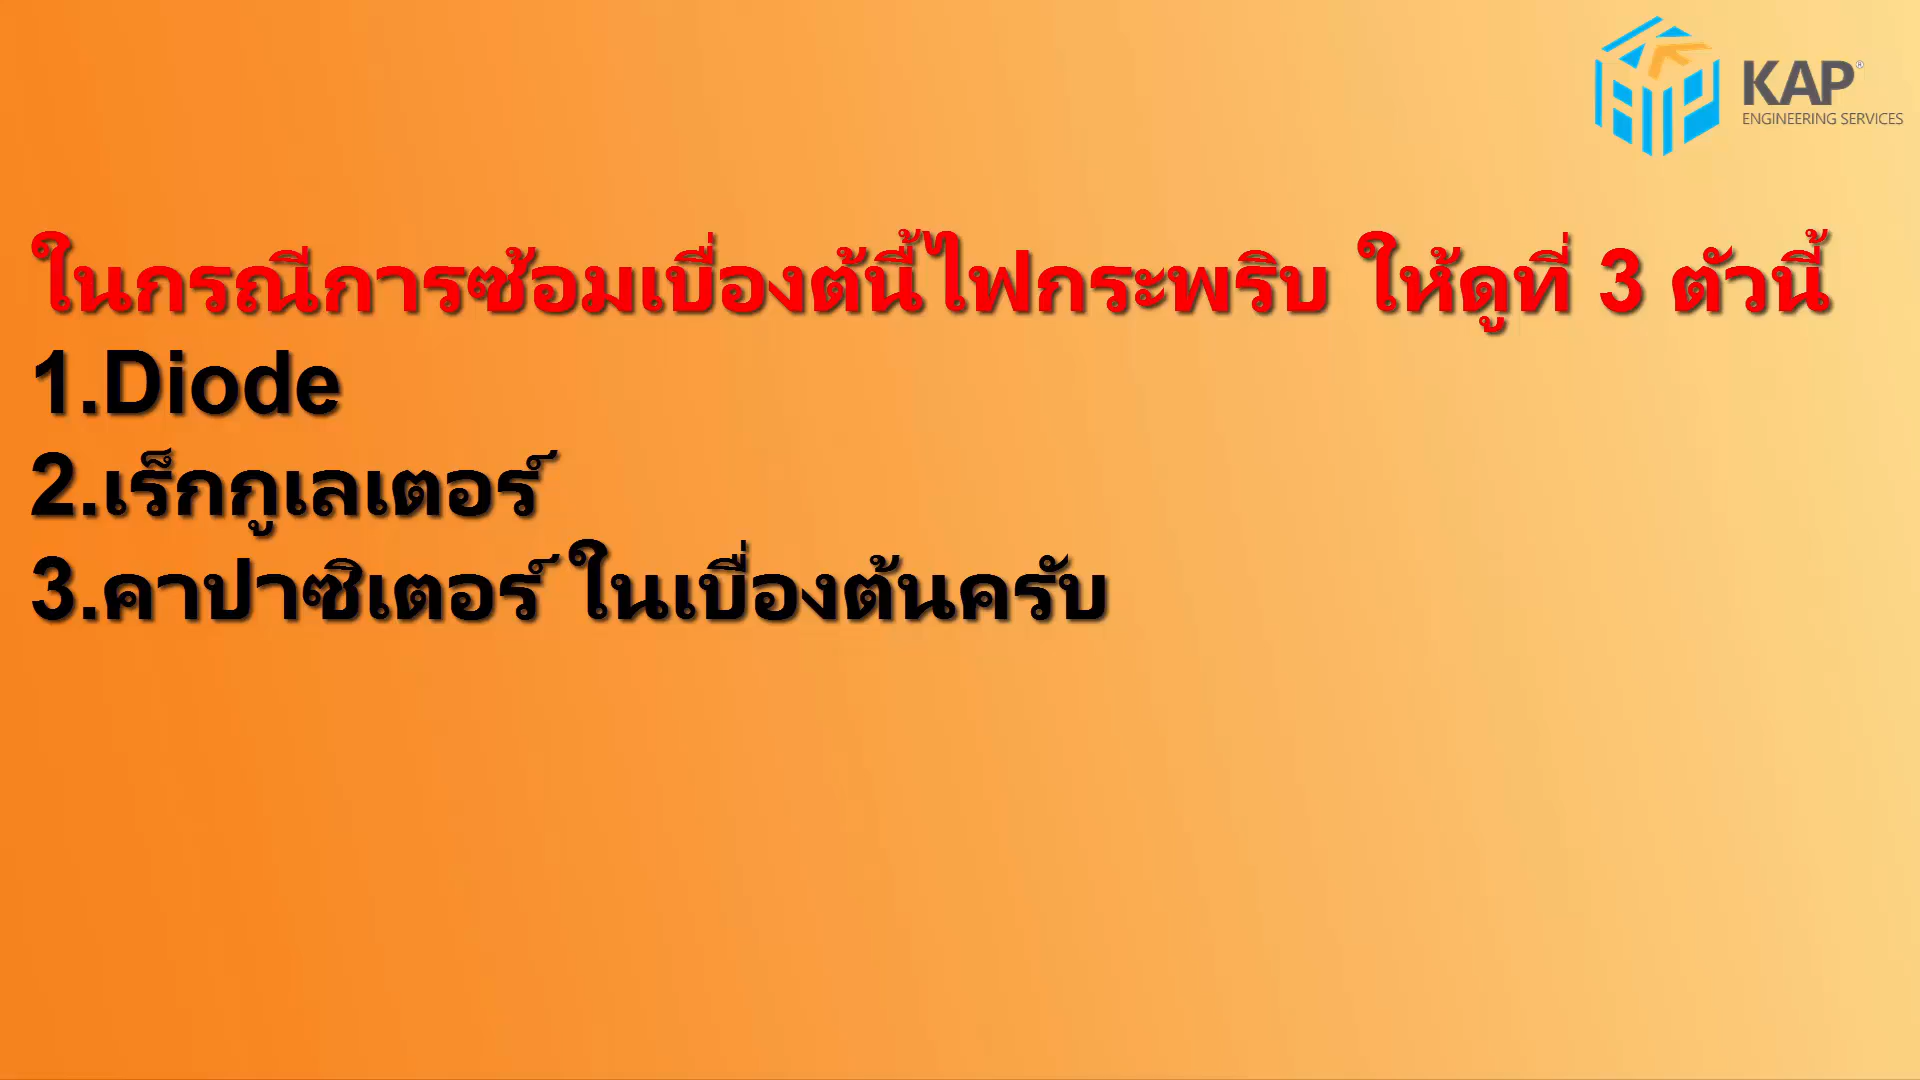 KAP®
ENGINEERING SERVICES
ในกรณีการซ้อมเบื่องต้นี้ไฟกระพริบ ให้ดูที่ 3 ตัวนี้
1.Diode
2.เร็กกูเลเตอร์
3.คาปาซิเตอร์ ในเบื่องต้นครับ